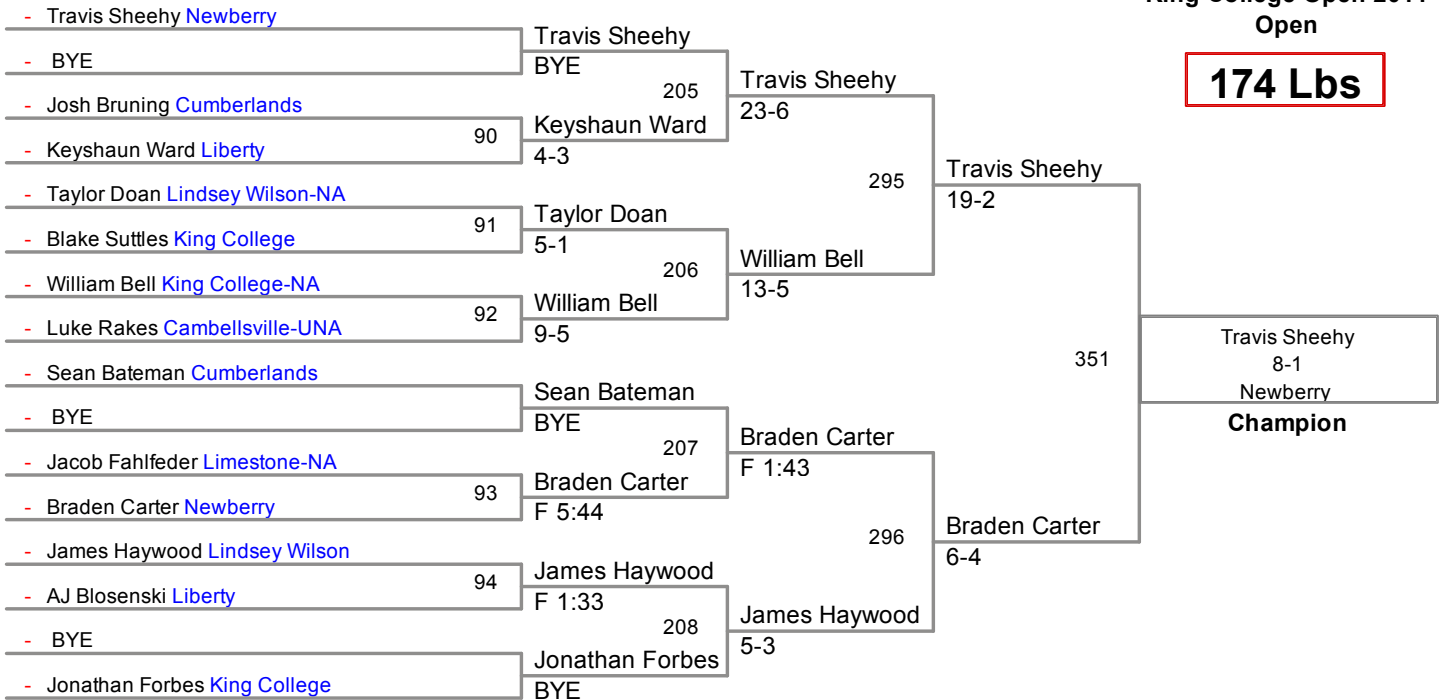 Open
174 Lbs
- Travis Sheehy Newberry
- BYE
- Josh Bruning Cumberlands
- Keyshaun Ward Liberty
- Taylor Doan Lindsey Wilson-NA
- Blake Suttles King College
- William Bell King College-NA
- Luke Rakes Cambellsville-UNA
- Sean Bateman Cumberlands
- BYE
- Jacob Fahlfeder Limestone-NA
- Braden Carter Newberry
- James Haywood Lindsey Wilson
- AJ Blosenski Liberty
- BYE
- Jonathan Forbes King College
90
91
92
93
94
Travis Sheehy
BYE
Keyshaun Ward
4-3
Taylor Doan
5-1
William Bell
9-5
Sean Bateman
BYE
Braden Carter
F 5:44
James Haywood
F 1:33
Jonathan Forbes
BYE
205
206
207
208
Travis Sheehy
23-6
William Bell
13-5
Braden Carter
F 1:43
James Haywood
5-3
295
296
Travis Sheehy
19-2
Braden Carter
6-4
351
Travis Sheehy
8-1
Newberry
Champion